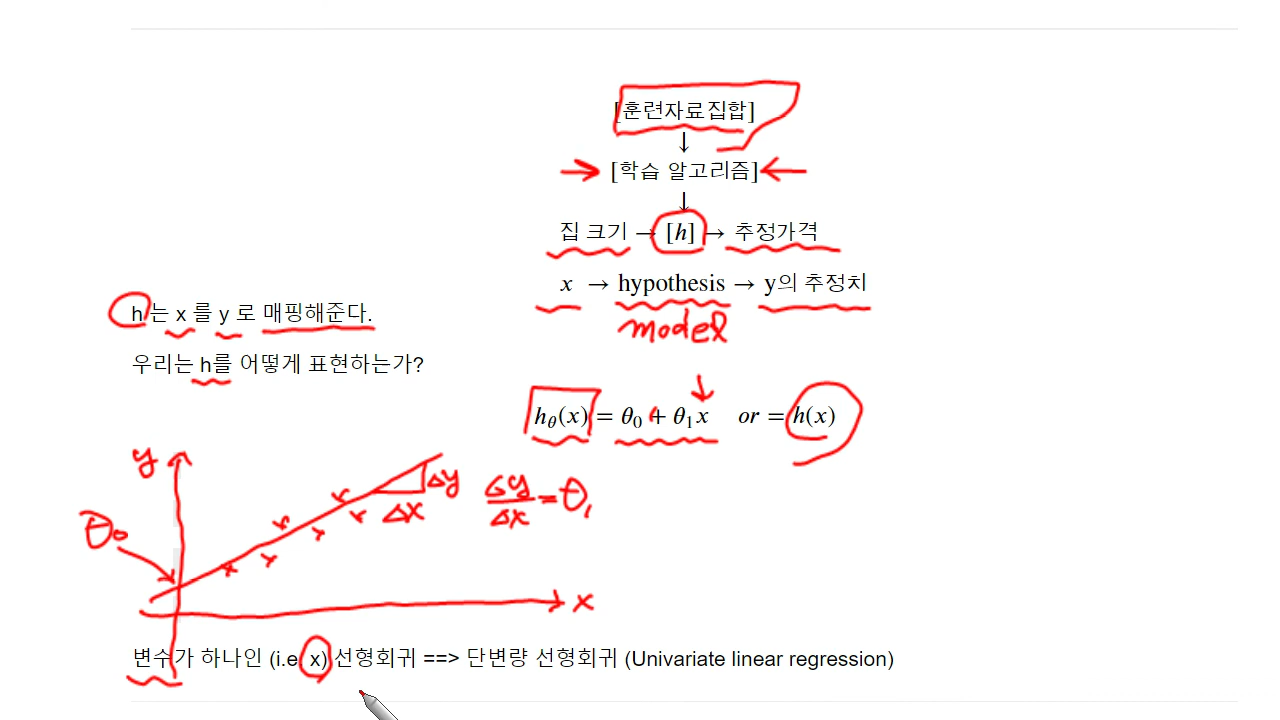 [훈련자료집합]
↓
→ [학습 알고리즘] ←
↓
집 크기 → [h] → 추정가격
x → hypothesis → y의 추정치
model
h 는 x 를 y 로 매핑해준다.
우리는 h를 어떻게 표현하는가?
hθ(x) = θ0 + θ1x or = h(x)
y
Δy
Δx
Δy/Δx = θ1
θ0
x
변수가 하나인 (i.e. x) 선형회귀 ==> 단변량 선형회귀 (Univariate linear regression)